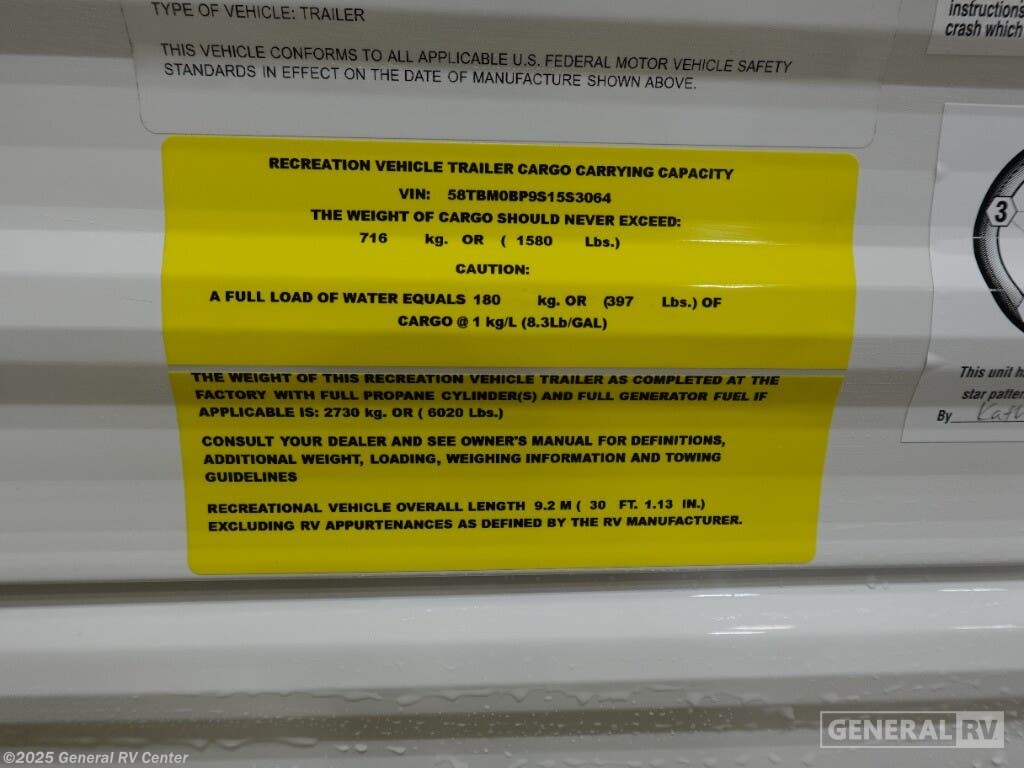 TYPE OF VEHICLE: TRAILER
THIS VEHICLE CONFORMS TO ALL APPLICABLE U.S. FEDERAL MOTOR VEHICLE SAFETY
STANDARDS IN EFFECT ON THE DATE OF MANUFACTURE SHOWN ABOVE.
instructions
crash which
RECREATION VEHICLE TRAILER CARGO CARRYING CAPACITY
VIN: 58TBM0BP9S15S3064
THE WEIGHT OF CARGO SHOULD NEVER EXCEED:
716 kg. OR ( 1580 Lbs.)
CAUTION:
A FULL LOAD OF WATER EQUALS 180 kg. OR (397 Lbs.) OF
CARGO @ 1 kg/L (8.3Lb/GAL)
THE WEIGHT OF THIS RECREATION VEHICLE TRAILER AS COMPLETED AT THE
FACTORY WITH FULL PROPANE CYLINDER(S) AND FULL GENERATOR FUEL IF
APPLICABLE IS: 2730 kg. OR ( 6020 Lbs.)
CONSULT YOUR DEALER AND SEE OWNER'S MANUAL FOR DEFINITIONS,
ADDITIONAL WEIGHT, LOADING, WEIGHING INFORMATION AND TOWING
GUIDELINES
RECREATIONAL VEHICLE OVERALL LENGTH 9.2 M ( 30 FT. 1.13 IN.)
EXCLUDING RV APPURTENANCES AS DEFINED BY THE RV MANUFACTURER.
3
This unit
star
By
GENERAL RV
©2025 General RV Center